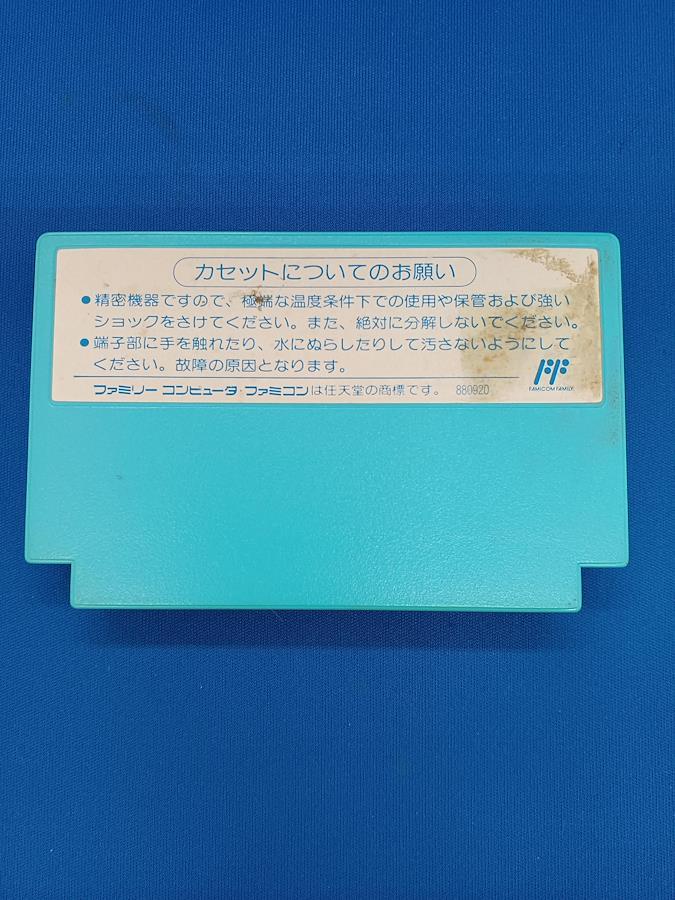 カセットについてのお願い
●精密機器ですので、極端な温度条件下での使用や保管および強い
ショックをさけてください。また、絶対に分解しないでください。
●端子部に手を触れたり、水にぬらしたりして汚さないようにして
ください。故障の原因となります。
FAMICOM FAMILY
ファミリー コンピュータ・ファミコンは任天堂の商標です。 880920